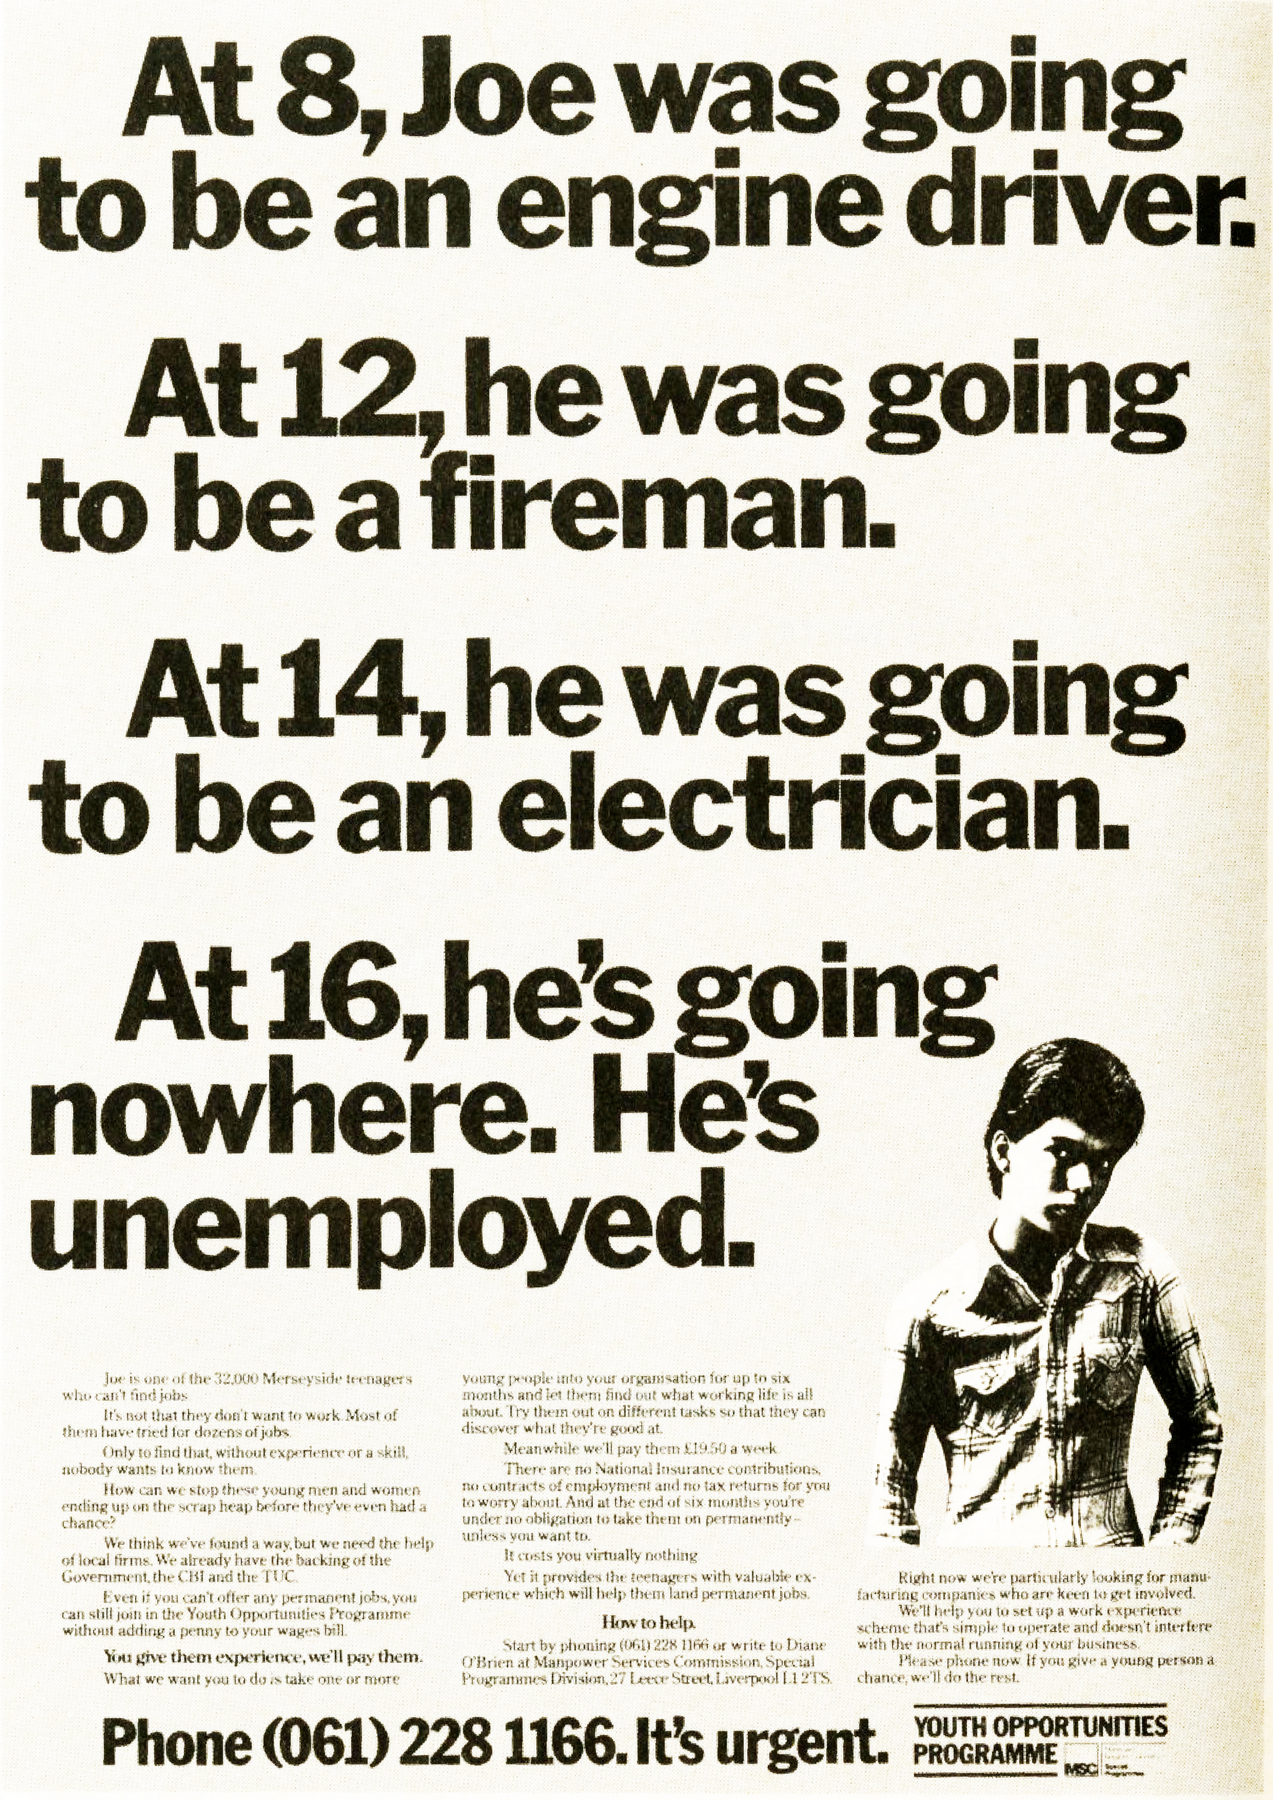 At 8, Joe was going
to be an engine driver.
At 12, he was going
to be a fireman.
At 14, he was going
to be an electrician.
At 16, he's going
nowhere. He's
unemployed.
Joe is one of the 32,000 Merseyside teenagers
who can't find jobs.
It's not that they don't want to work. Most of
them have tried for dozens of jobs.
Only to find that, without experience or a skill,
nobody wants to know them.
How can we stop these young men and women
ending up on the scrap heap before they've even had a
chance?
We think we've found a way, but we need the help
of local firms. We already have the backing of the
Government, the CBI and the TUC.
Even if you can't offer any permanent jobs, you
can still join in the Youth Opportunities Programme
without adding a penny to your wages bill.
You give them experience, we'll pay them.
What we want you to do is take one or more
young people into your organisation for up to six
months and let them find out what working life is all
about. Try them out on different tasks so that they can
discover what they're good at.
Meanwhile we'll pay them £19.50 a week.
There are no National Insurance contributions,
no contracts of employment and no tax returns for you
to worry about. And at the end of six months you're
under no obligation to take them on permanently–
unless you want to.
It costs you virtually nothing.
Yet it provides the teenagers with valuable ex-
perience which will help them land permanent jobs.
How to help.
Start by phoning (061) 228 1166 or write to Diane
O'Brien at Manpower Services Commission, Special
Programmes Division, 27 Leece Street, Liverpool L1 2TS.
Right now we're particularly looking for manu-
facturing companies who are keen to get involved.
We'll help you to set up a work experience
scheme that's simple to operate and doesn't interfere
with the normal running of your business.
Please phone now. If you give a young person a
chance, we'll do the rest.
Phone (061) 228 1166. It's urgent.
YOUTH OPPORTUNITIES
PROGRAMME
MSC
Special
Programmes